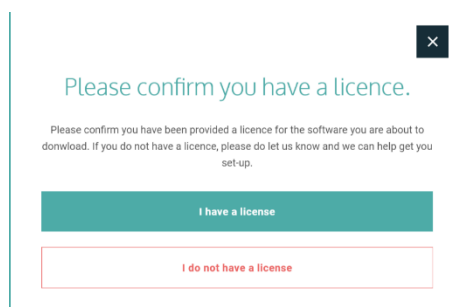 Please confirm you have a licence.
Please confirm you have been provided a licence for the software you are about to
donwload. If you do not have a licence, please do let us know and we can help get you
set-up.
I have a license
I do not have a license